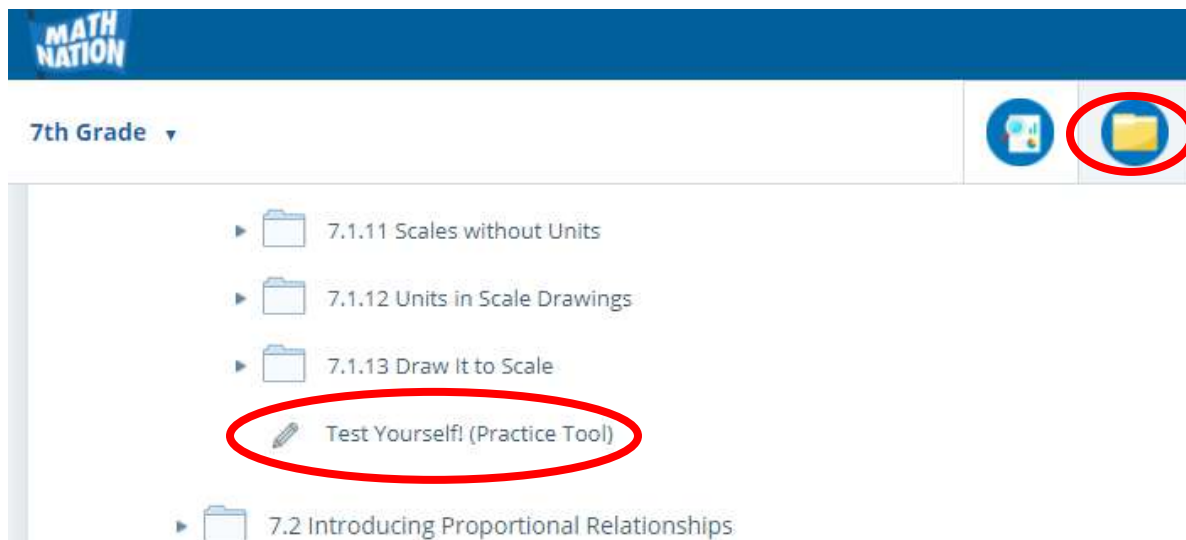 MATH
NATION
7th Grade
7.1.11 Scales without Units
7.1.12 Units in Scale Drawings
7.1.13 Draw It to Scale
Test Yourself! (Practice Tool)
7.2 Introducing Proportional Relationships